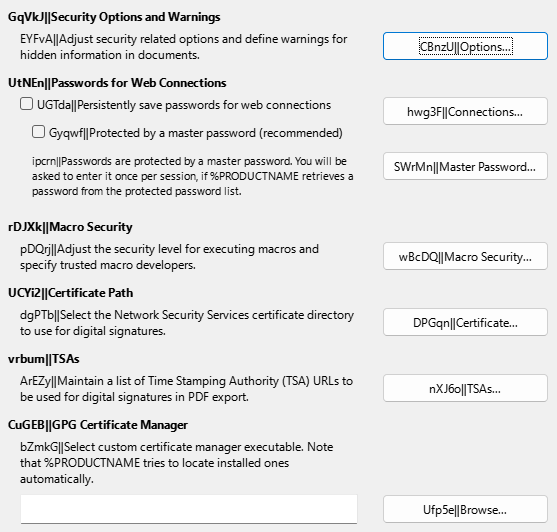 GqVkJ||Security Options and Warnings
EYFvA||Adjust security related options and define warnings for
hidden information in documents.
CBnzU||Options...
UtNEn||Passwords for Web Connections
UGTda||Persistently save passwords for web connections
hwg3F||Connections...
Gyqwf||Protected by a master password (recommended)
ipcrn||Passwords are protected by a master password. You will be
asked to enter it once per session, if %PRODUCTNAME retrieves a
password from the protected password list.
SWrMn||Master Password...
rDJXk||Macro Security
pDQrj||Adjust the security level for executing macros and
specify trusted macro developers.
wBcDQ||Macro Security...
UCYi2||Certificate Path
dgPTb||Select the Network Security Services certificate directory
to use for digital signatures.
DPGqn||Certificate...
vrbum||TSAs
ArEZy||Maintain a list of Time Stamping Authority (TSA) URLs to
be used for digital signatures in PDF export.
nXJ6o||TSAs...
CuGEB||GPG Certificate Manager
bZmkG||Select custom certificate manager executable. Note
that %PRODUCTNAME tries to locate installed ones
automatically.
Ufp5e||Browse...